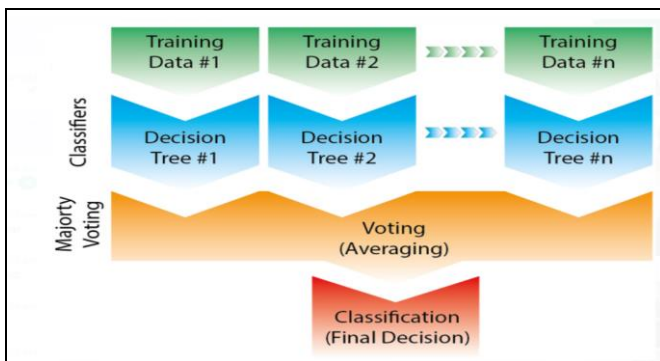 Training
Data #1
Training
Data #2
Training
Data #n
Classifiers
Decision
Tree #1
Decision
Tree #2
Decision
Tree #n
Majorty
Voting
Voting
(Averaging)
Classification
(Final Decision)